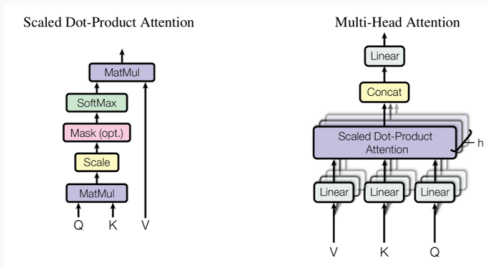 Scaled Dot-Product Attention
MatMul
SoftMax
Mask (opt.)
Scale
MatMul
Q K V
Multi-Head Attention
Linear
Concat
Scaled Dot-Product
Attention
h
Linear Linear Linear
V K Q